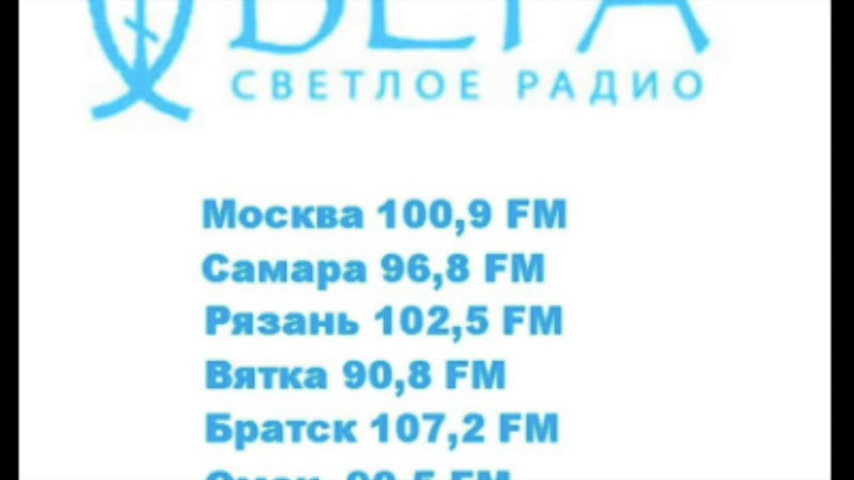 СВЕТЛОЕ РАДИО
Москва 100,9 FM
Самара 96,8 FM
Рязань 102,5 FM
Вятка 90,8 FM
Братск 107,2 FM